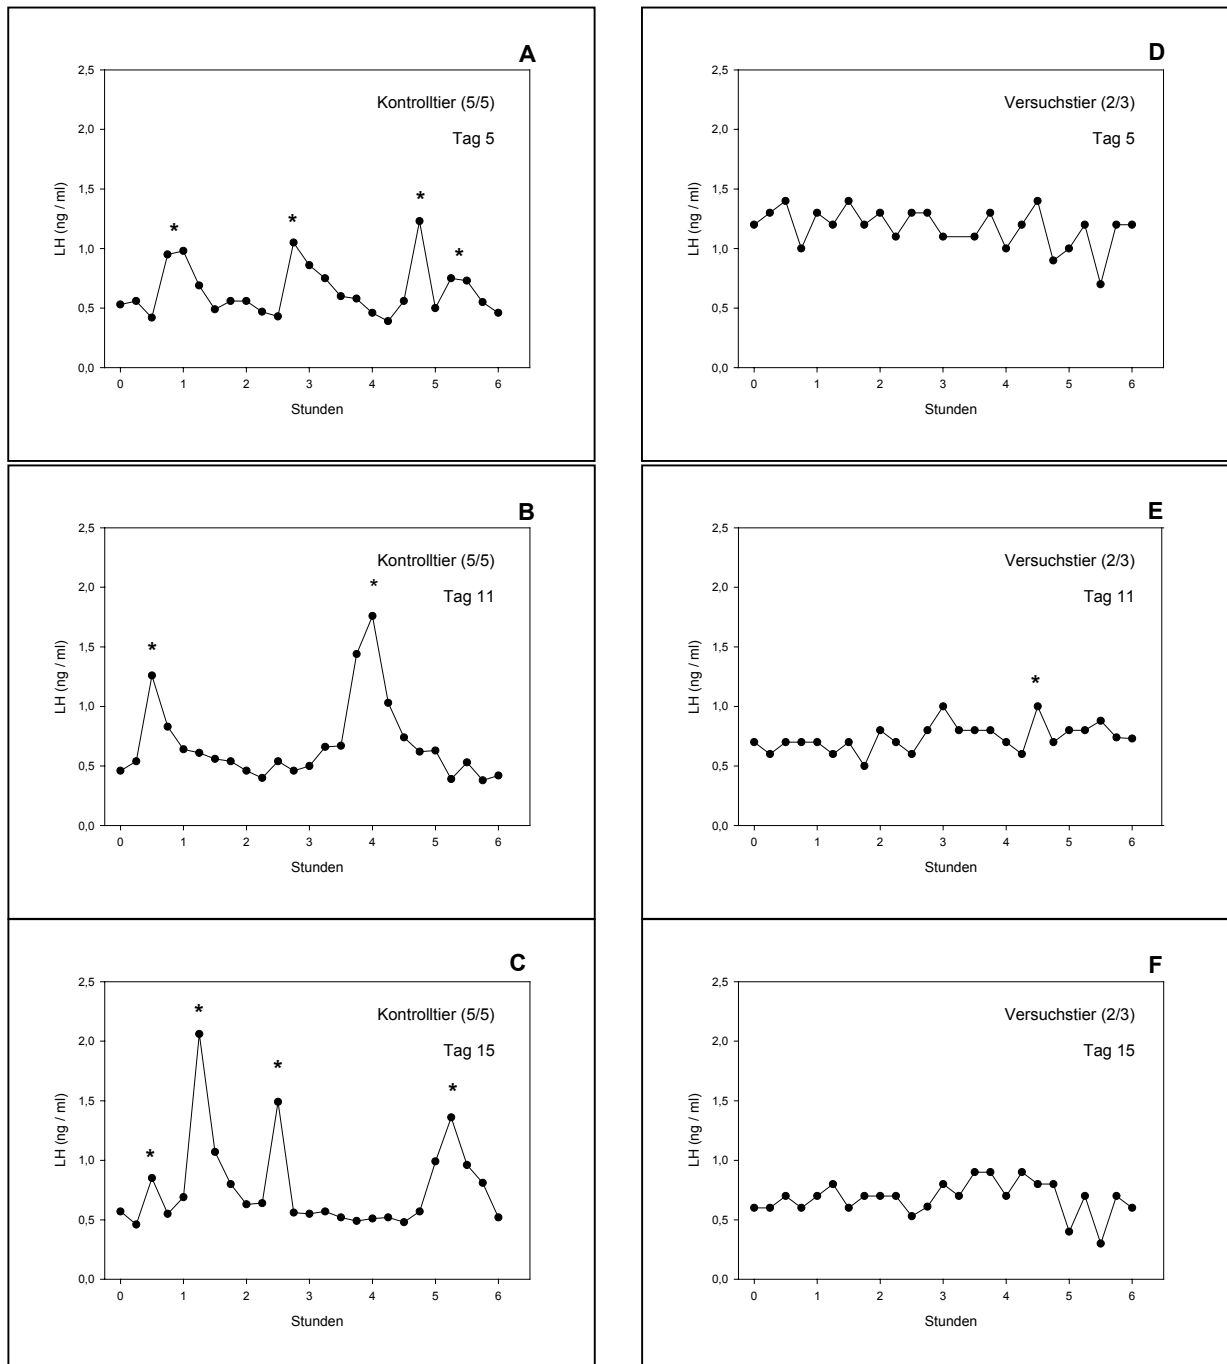 A
2,5
2,0
1,5
1,0
0,5
0,0
LH (ng / ml)
Kontrolltier (5/5)
Tag 5
*
*
*
*
0 1 2 3 4 5 6
Stunden
D
2,5
2,0
1,5
1,0
0,5
0,0
LH (ng / ml)
Versuchstier (2/3)
Tag 5
0 1 2 3 4 5 6
Stunden
B
2,5
2,0
1,5
1,0
0,5
0,0
LH (ng / ml)
Kontrolltier (5/5)
Tag 11
*
*
0 1 2 3 4 5 6
Stunden
E
2,5
2,0
1,5
1,0
0,5
0,0
LH (ng / ml)
Versuchstier (2/3)
Tag 11
*
0 1 2 3 4 5 6
Stunden
C
2,5
2,0
1,5
1,0
0,5
0,0
LH (ng / ml)
Kontrolltier (5/5)
Tag 15
*
*
*
*
0 1 2 3 4 5 6
Stunden
F
2,5
2,0
1,5
1,0
0,5
0,0
LH (ng / ml)
Versuchstier (2/3)
Tag 15
0 1 2 3 4 5 6
Stunden